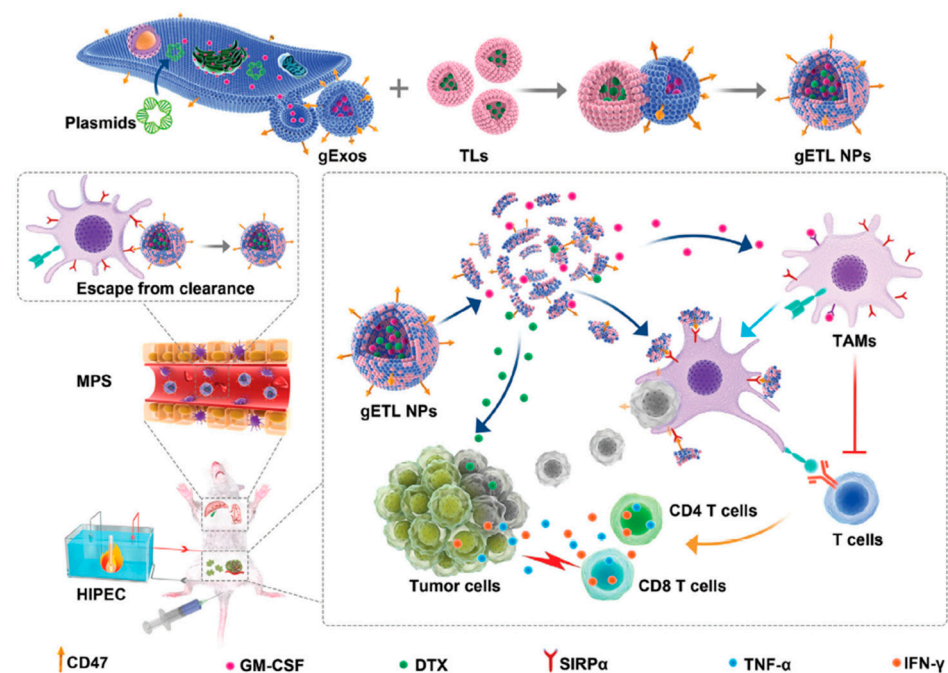 Plasmids
gExos
TLs
gETL NPs
Escape from clearance
MPS
HIPEC
gETL NPs
TAMs
T cells
CD4 T cells
CD8 T cells
Tumor cells
CD47
GM-CSF
DTX
SIRPα
TNF-α
IFN-γ